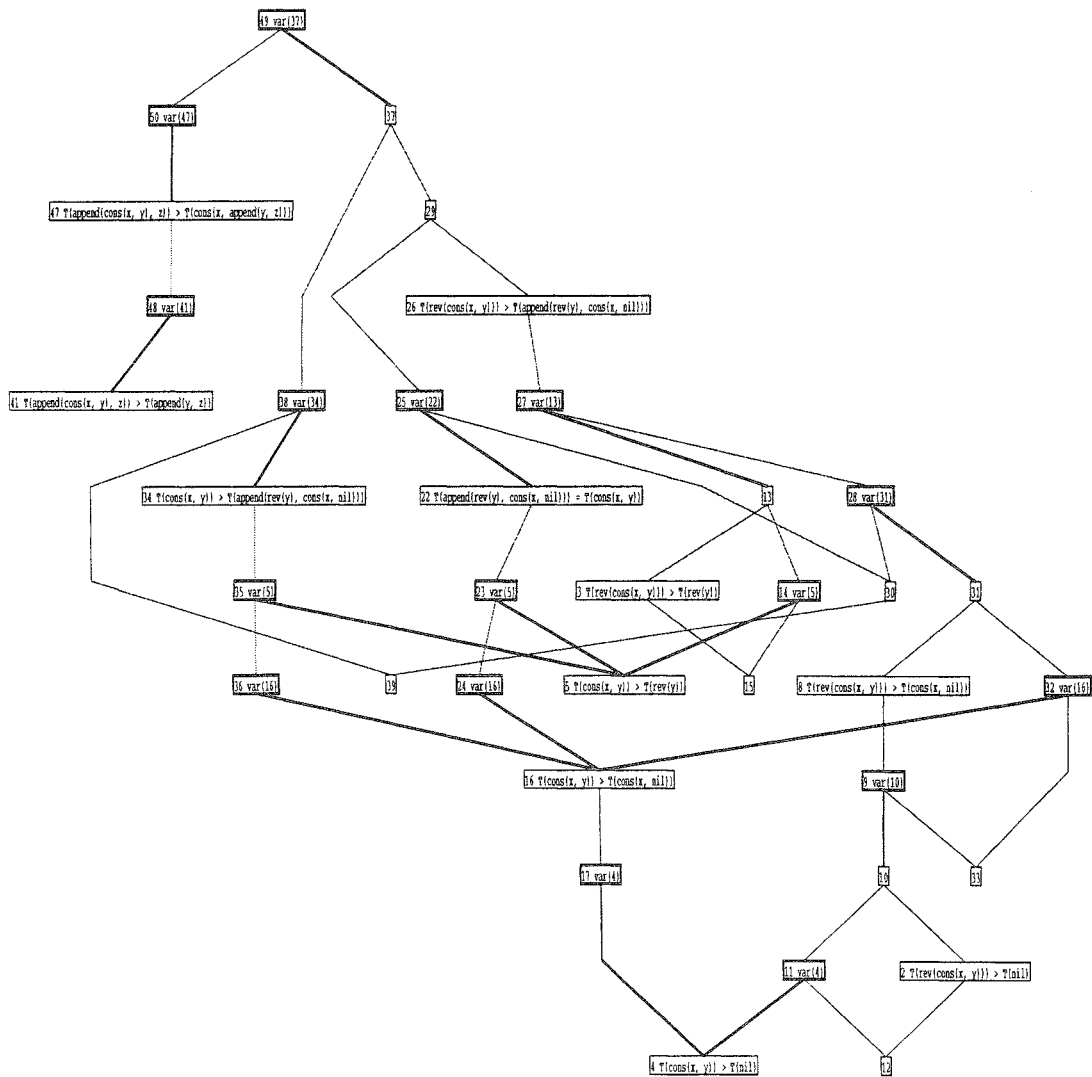 49 var(37)
50 var(47)
37
47 T(append(cons(x, y), z)) > T(cons(x, append(y, z)))
29
48 var(41)
26 T(rev(cons(x, y))) > T(append(rev(y), cons(x, nil)))
41 T(append(cons(x, y), z)) > T(append(y, z))
38 var(34)
25 var(22)
27 var(13)
34 T(cons(x, y)) > T(append(rev(y), cons(x, nil)))
22 T(append(rev(y), cons(x, nil))) = T(cons(x, y))
13
28 var(31)
35 var(5)
23 var(5)
3 T(rev(cons(x, y))) > T(rev(y))
14 var(5)
30
31
36 var(16)
39
24 var(16)
5 T(cons(x, y)) > T(rev(y))
15
8 T(rev(cons(x, y))) > T(cons(x, nil))
32 var(16)
16 T(cons(x, y)) > T(cons(x, nil))
9 var(10)
17 var(4)
10
33
11 var(4)
2 T(rev(cons(x, y))) > T(nil)
4 T(cons(x, y)) > T(nil)
12